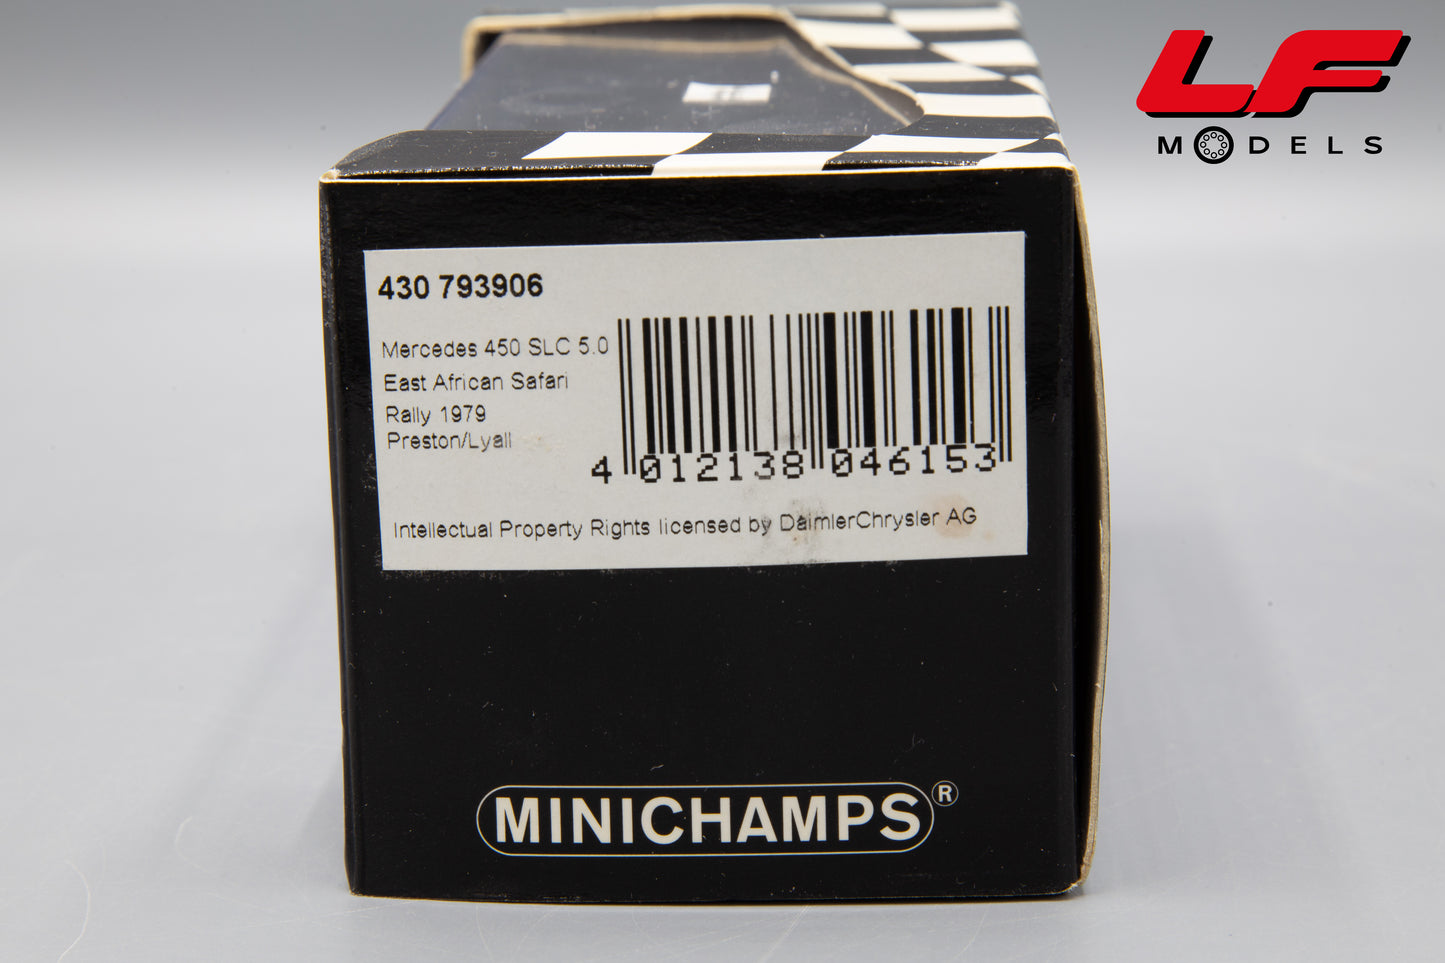 LF
MODELS
430 793906
Mercedes 450 SLC 5.0
East African Safari
Rally 1979
Preston/Lyall
4 012138 046153
Intellectual Property Rights licensed by DaimlerChrysler AG
MINICHAMPS®